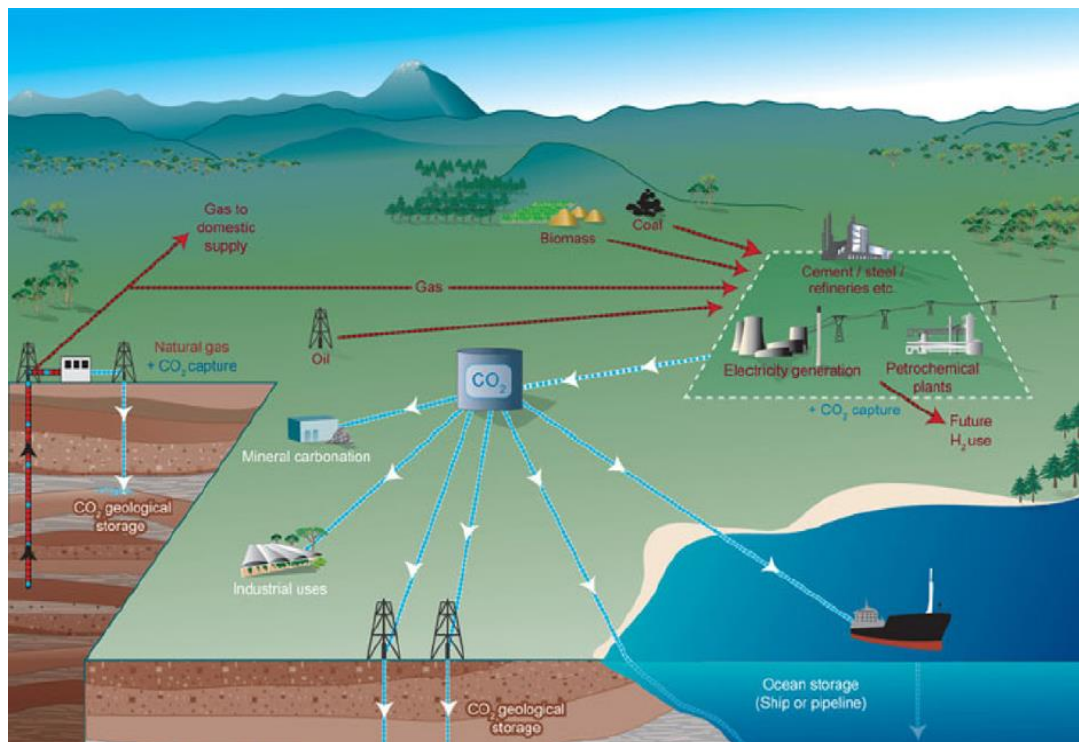 Gas to
domestic
supply
Coal
Biomass
Cement / steel /
refineries etc.
Gas
Oil
Natural gas
+ CO₂ capture
CO₂
Electricity generation
Petrochemical
plants
+ CO₂ capture
Future
H₂ use
Mineral carbonation
CO₂ geological
storage
Industrial uses
Ocean storage
(Ship or pipeline)
CO₂ geological
storage